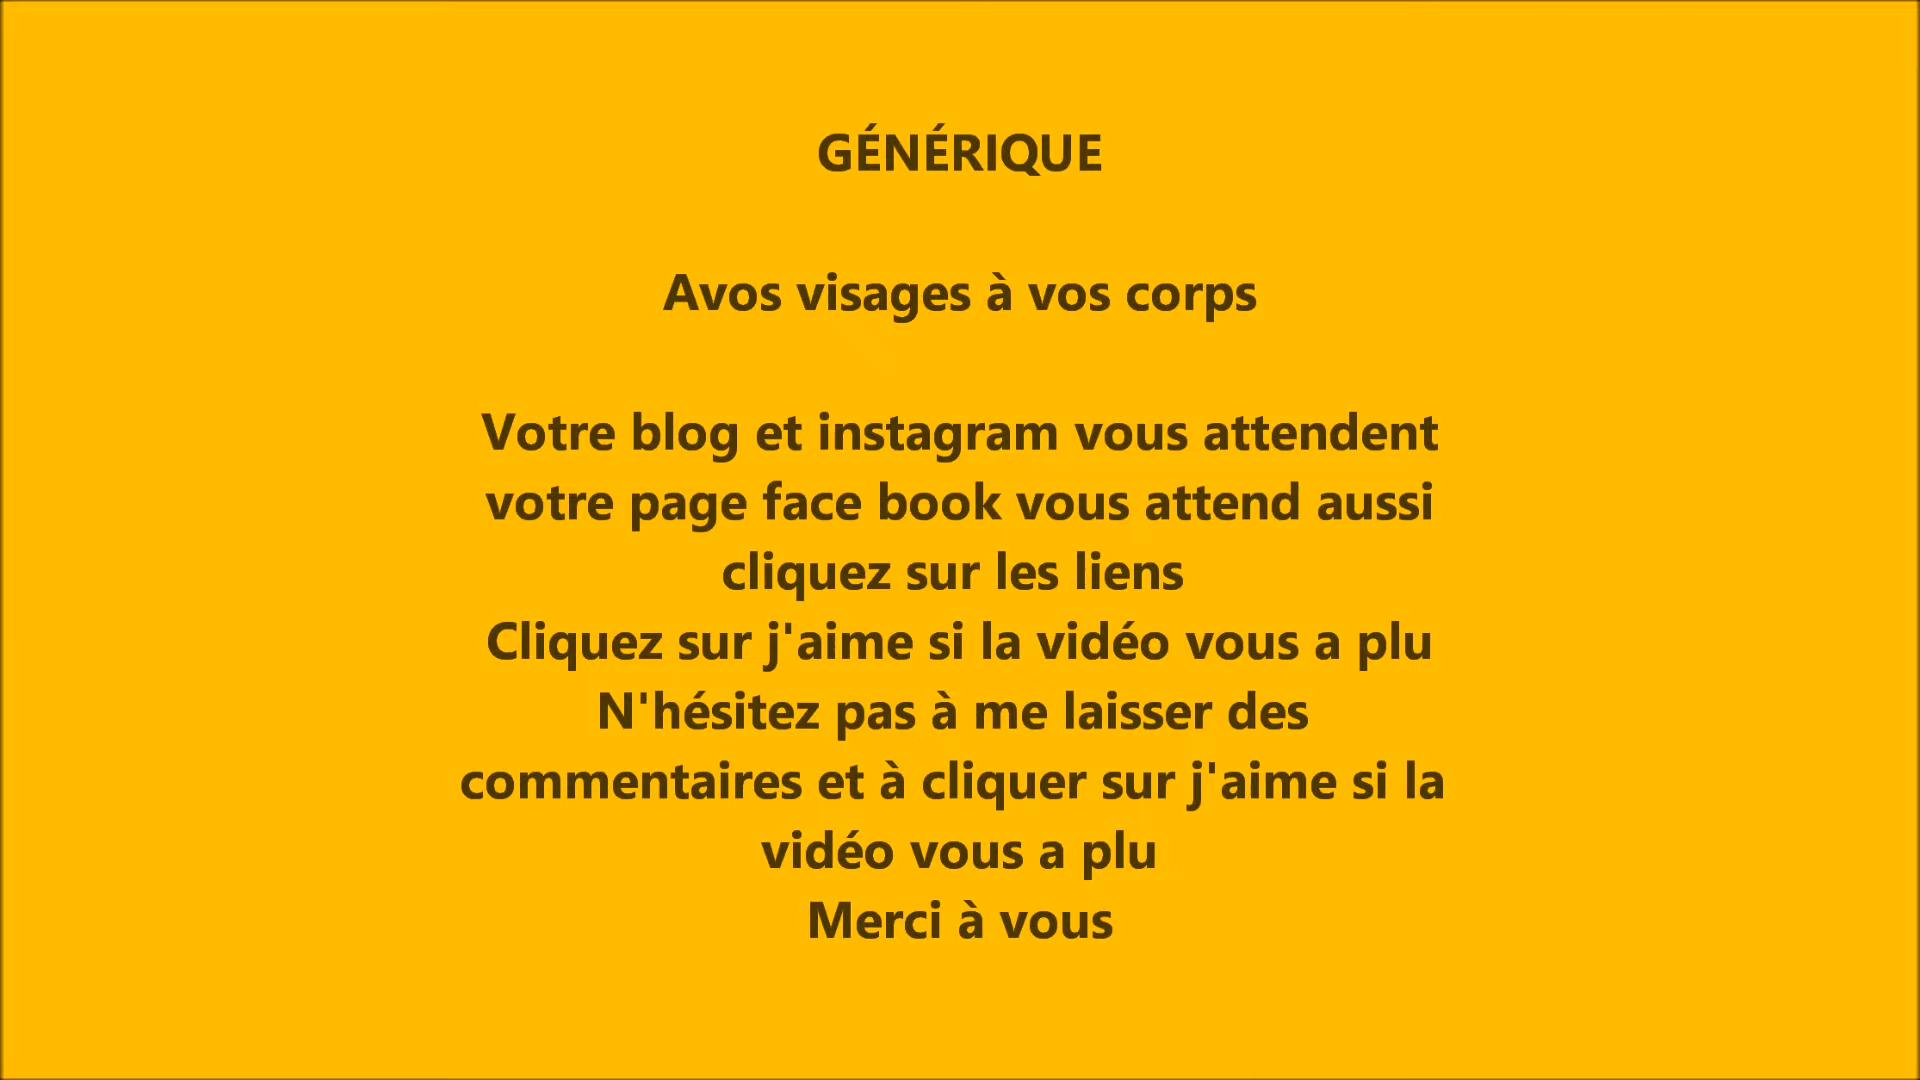 GÉNÉRIQUE
Avos visages à vos corps
Votre blog et instagram vous attendent
votre page face book vous attend aussi
cliquez sur les liens
Cliquez sur j'aime si la vidéo vous a plu
N'hésitez pas à me laisser des
commentaires et à cliquer sur j'aime si la
vidéo vous a plu
Merci à vous